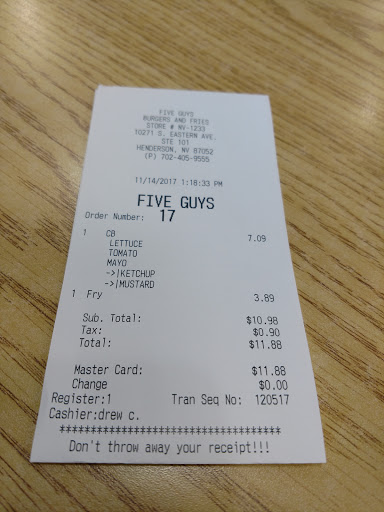 FIVE GUYS
BURGERS AND FRIES
STORE # NV-1233
10271 S. EASTERN AVE.
STE 101
HENDERSON, NV 87052
(P) 702-405-9555
11/14/2017 1:18:33 PM
FIVE GUYS
Order Number: 17
1 CB 7.09
LETTUCE
TOMATO
MAYO
->|KETCHUP
->|MUSTARD
1 Fry 3.89
Sub. Total: $10.98
Tax: $0.90
Total: $11.88
Master Card: $11.88
Change $0.00
Register:1 Tran Seq No: 120517
Cashier:drew c.
***************************************
Don't throw away your receipt!!!